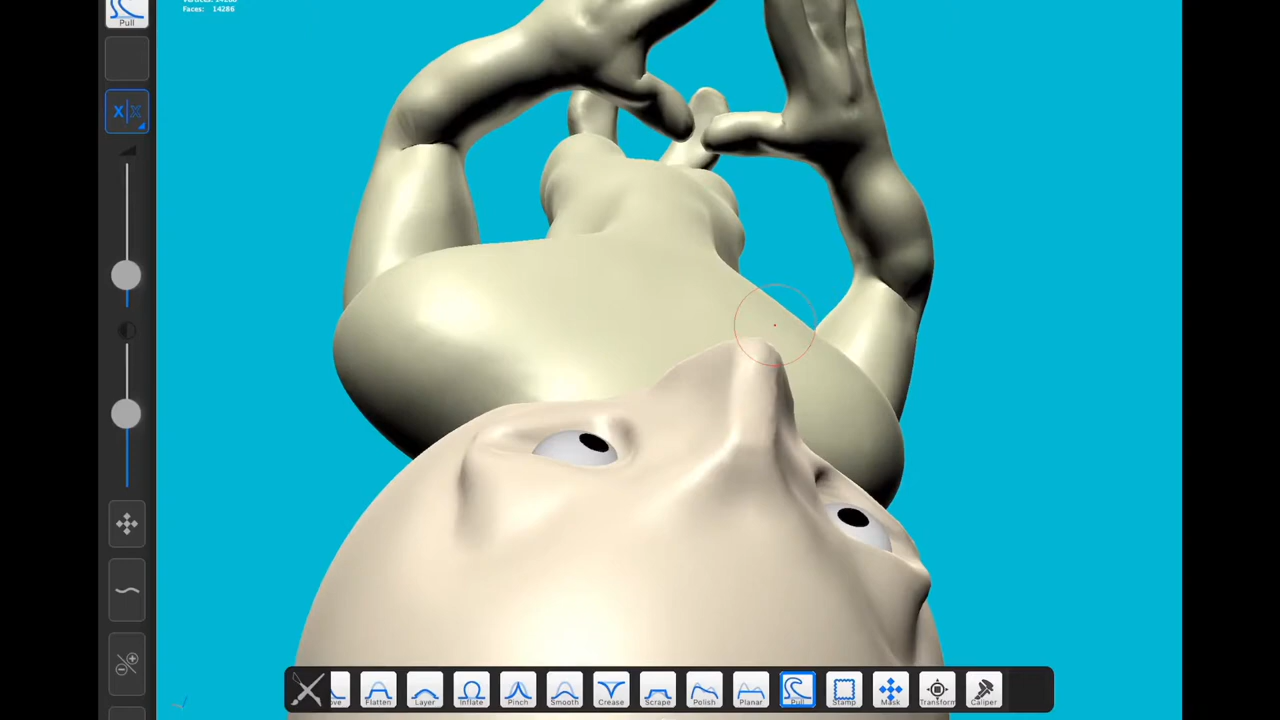 Faces: 14286
Pull
Flatten
Layer
Inflate
Pinch
Smooth
Crease
Scrape
Polish
Planar
Pull
Stamp
Mask
Transform
Caliper